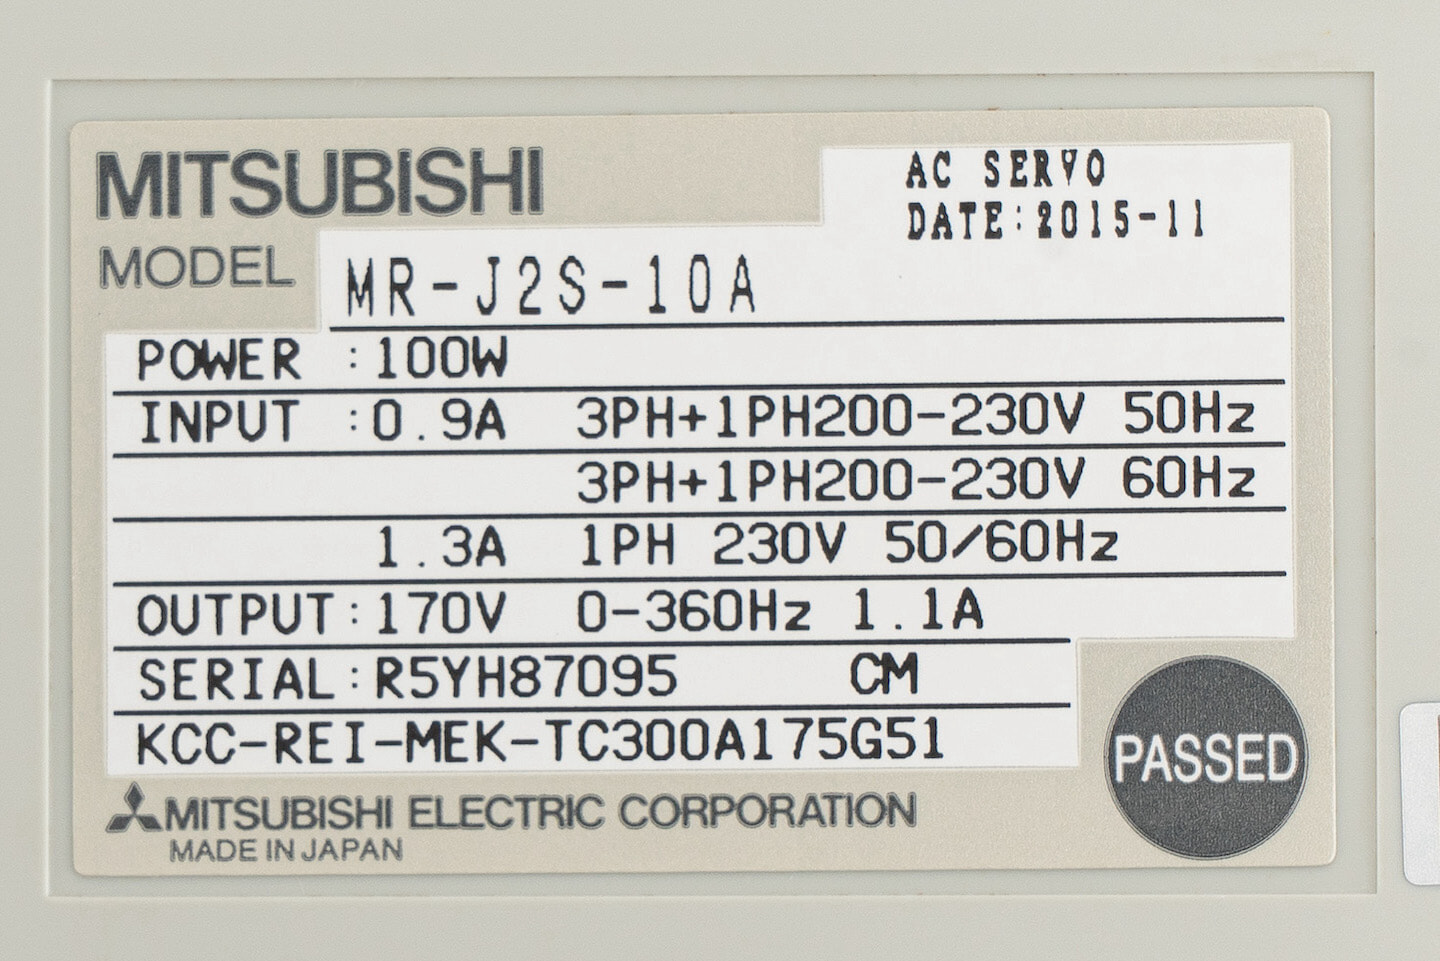 MITSUBISHI
AC SERVO
DATE:2015-11
MODEL MR-J2S-10A
POWER :100W
INPUT :0.9A 3PH+1PH200-230V 50Hz
3PH+1PH200-230V 60Hz
1.3A 1PH 230V 50/60Hz
OUTPUT:170V 0-360Hz 1.1A
SERIAL:R5YH87095 CM
KCC-REI-MEK-TC300A175G51
PASSED
MITSUBISHI ELECTRIC CORPORATION
MADE IN JAPAN